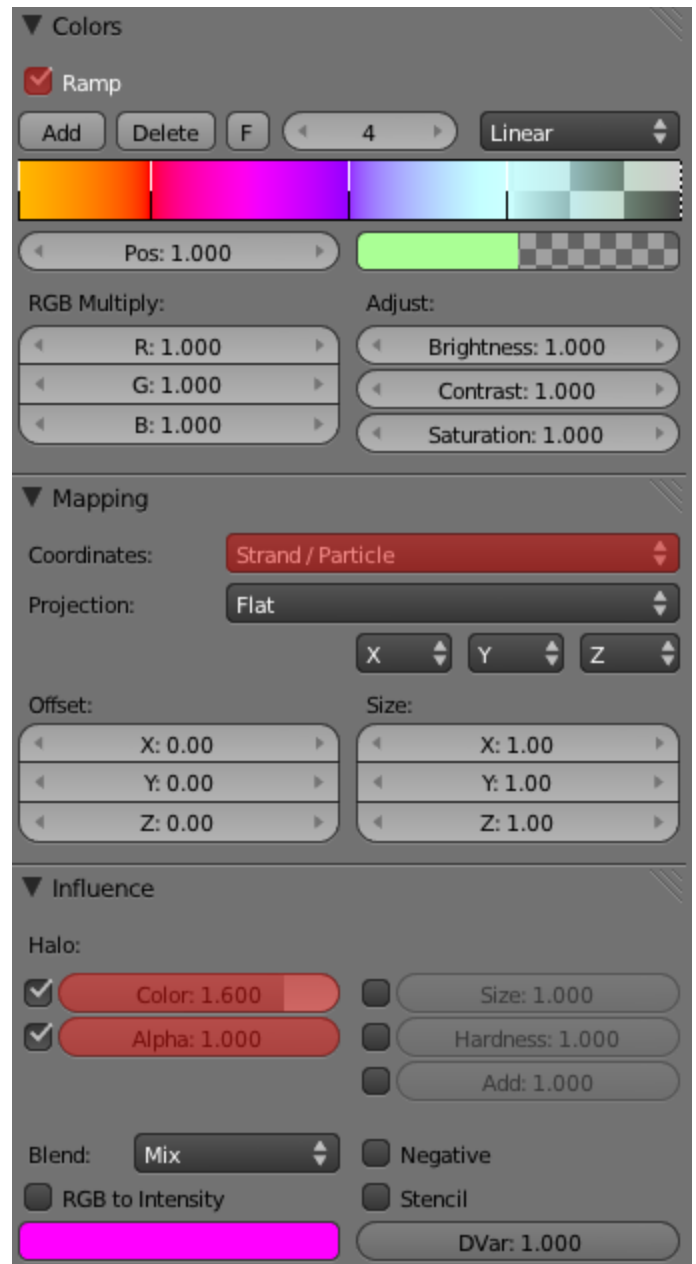 Colors
Ramp
Add Delete F 4 Linear
Pos: 1.000
RGB Multiply: Adjust:
R: 1.000 Brightness: 1.000
G: 1.000 Contrast: 1.000
B: 1.000 Saturation: 1.000
Mapping
Coordinates: Strand / Particle
Projection: Flat
X Y Z
Offset: Size:
X: 0.00 X: 1.00
Y: 0.00 Y: 1.00
Z: 0.00 Z: 1.00
Influence
Halo:
Color: 1.600 Size: 1.000
Alpha: 1.000 Hardness: 1.000
Add: 1.000
Blend: Mix Negative
RGB to Intensity Stencil
DVar: 1.000